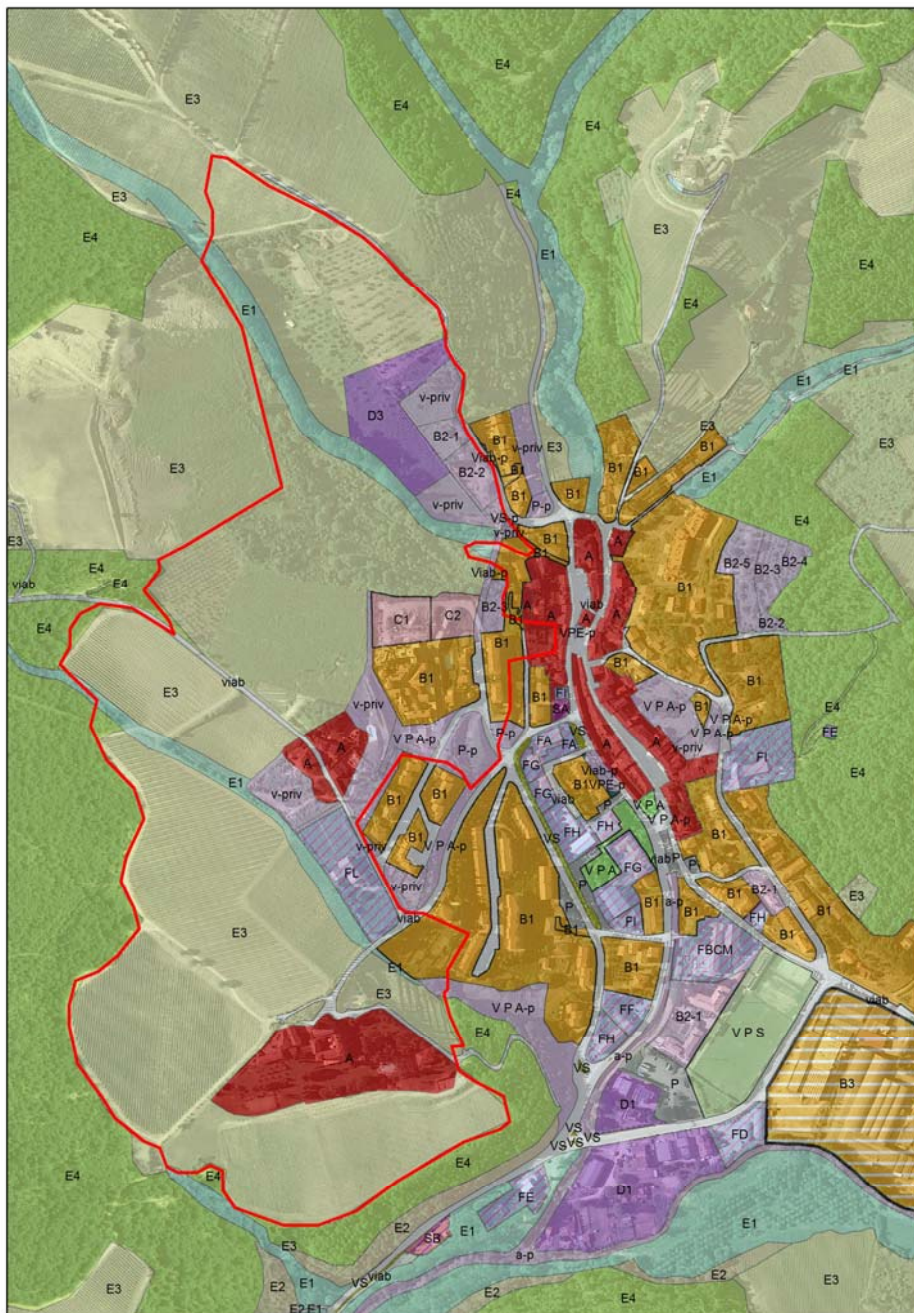 E3
E4
E4
E4
E3
E4
E4
E3
E1
E4
E3
E1
E4
E1
E1
v-priv
D3
B2-1
B1
v-priv
E3
E3
B1
B1
E3
Viab-p
B1
B2-2
B1
B1
E1
E3
E3
v-priv
P-p
B1
E4
VS-p
v-priv
B1
A
A
E3
B1
B2-5
B2-3
B2-4
E4
viab
E4
Viab-p
B2-3
A
A
viab
A
B1
B2-2
E4
C1
C2
B1
A
VPE-p
E3
viab
B1
B1
B1
B1
v-priv
FI
SA
V P A-p
B1
V P A-p
V P A-p
E4
FE
V P A-p
P-p
P-p
VS
FA
FA
A
A
v-priv
FI
A
A
FG
Viab-p
E4
E1
v-priv
B1
B1
FG
viab
B1
VPE-p
P
V P A
V P A-p
B1
B1
V P A-p
VS
FH
FH
viab
P
P
v-priv
FL
v-priv
V P A
FG
B1
B2-1
E3
P
B1
a-p
B1
FH
B1
B1
viab
B1
P
B1
FI
E3
E1
B1
FBCM
E3
V P A-p
FF
B2-1
V P S
viab
E4
FH
a-p
A
VS
P
B3
D1
VS
VS
VS
VS
FD
E4
E4
E4
FE
D1
E2
SB
E1
E1
E3
a-p
E2
E3
E2
E1
VS
viab
E3
E2
E1
E4